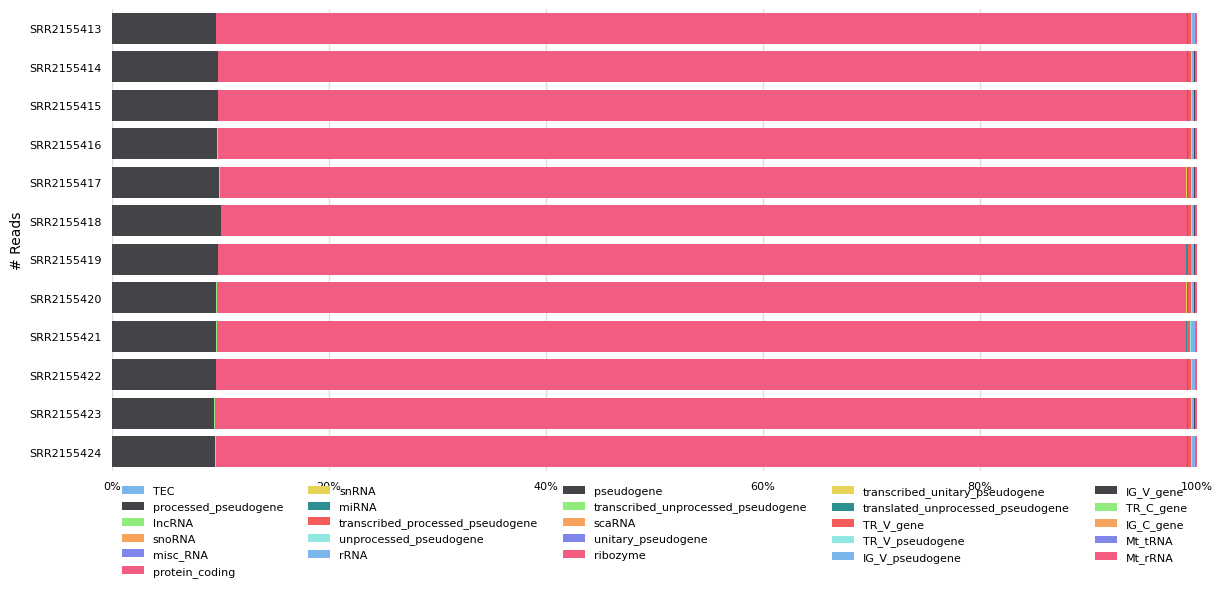 # Reads
SRR2155413
SRR2155414
SRR2155415
SRR2155416
SRR2155417
SRR2155418
SRR2155419
SRR2155420
SRR2155421
SRR2155422
SRR2155423
SRR2155424
0% 20% 40% 60% 80% 100%
TEC
processed_pseudogene
lncRNA
snoRNA
misc_RNA
protein_coding
snRNA
miRNA
transcribed_processed_pseudogene
unprocessed_pseudogene
rRNA
pseudogene
transcribed_unprocessed_pseudogene
scaRNA
unitary_pseudogene
ribozyme
transcribed_unitary_pseudogene
translated_unprocessed_pseudogene
TR_V_gene
TR_V_pseudogene
IG_V_pseudogene
IG_V_gene
TR_C_gene
IG_C_gene
Mt_tRNA
Mt_rRNA